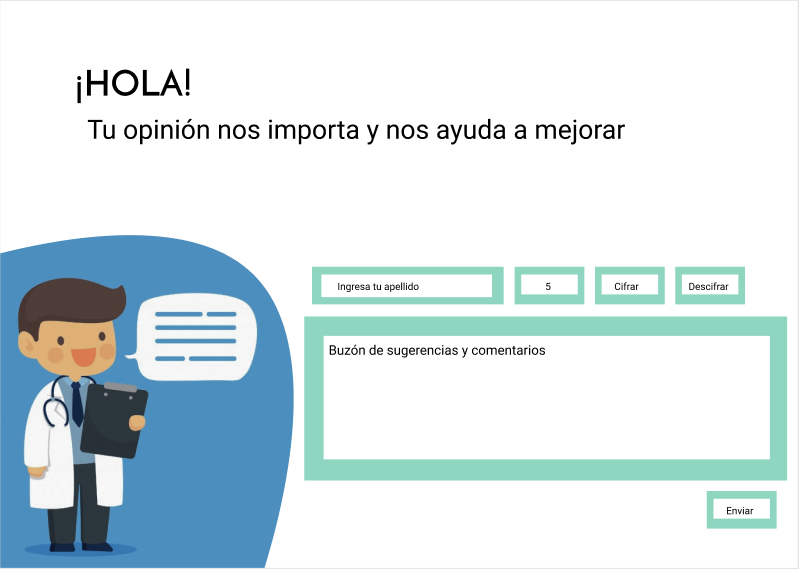 ¡HOLA!
Tu opinión nos importa y nos ayuda a mejorar
Ingresa tu apellido
5
Cifrar
Descifrar
Buzón de sugerencias y comentarios
Enviar